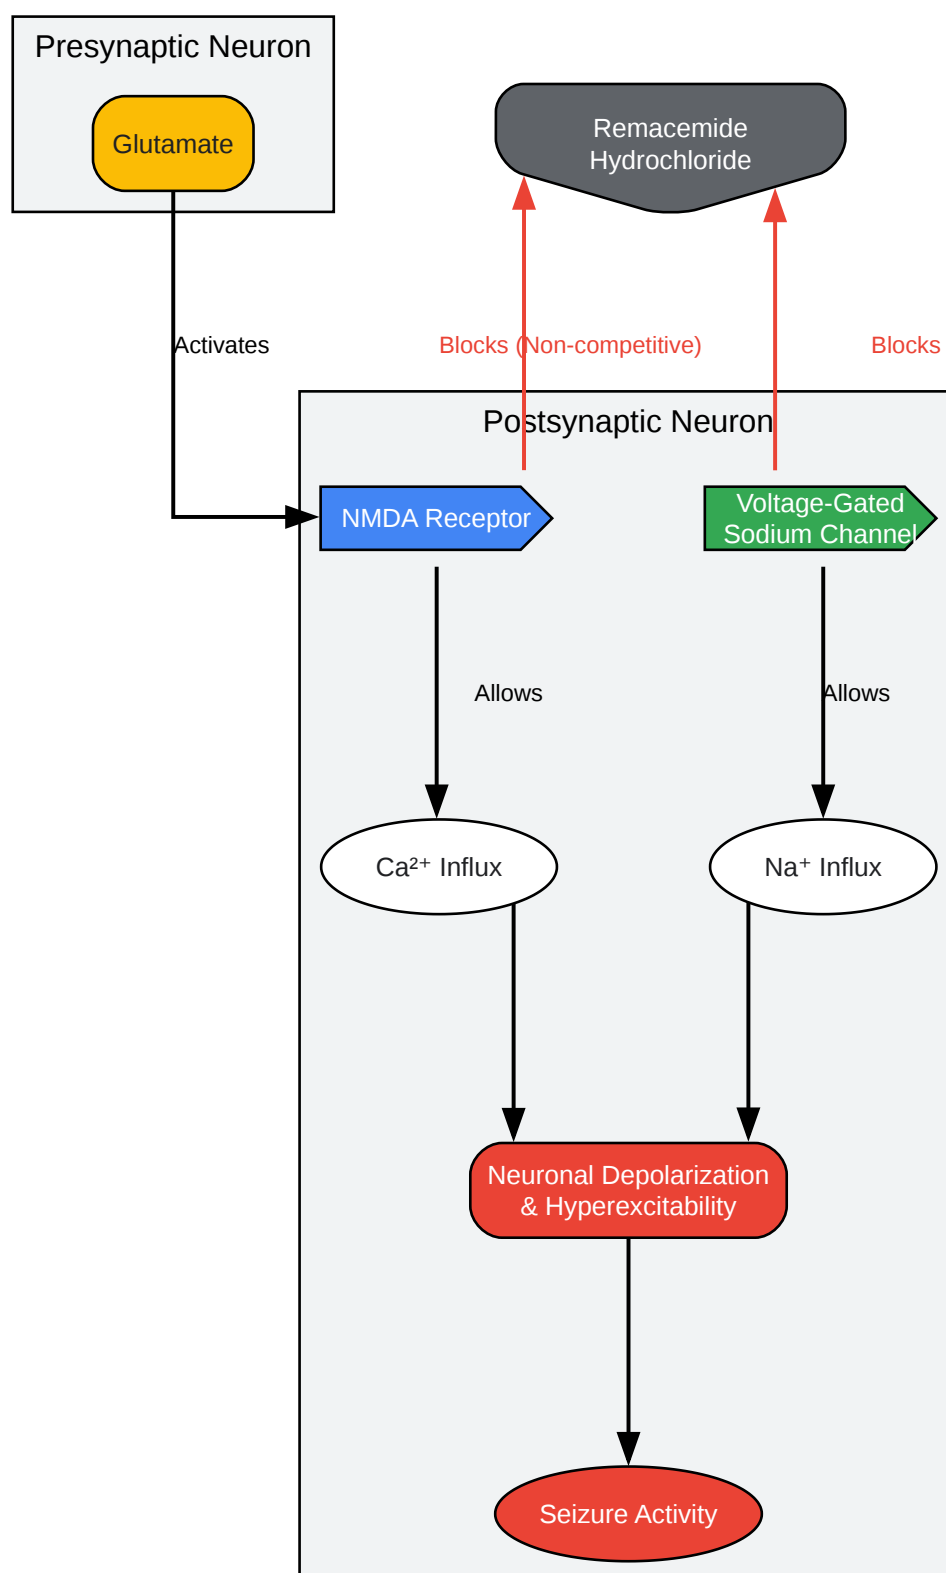 Presynaptic Neuron
Glutamate
Remacemide
Hydrochloride
Activates
Blocks (Non-competitive)
Blocks
Postsynaptic Neuron
NMDA Receptor
Voltage-Gated
Sodium Channel
Allows
Allows
Ca²⁺ Influx
Na⁺ Influx
Neuronal Depolarization
& Hyperexcitability
Seizure Activity